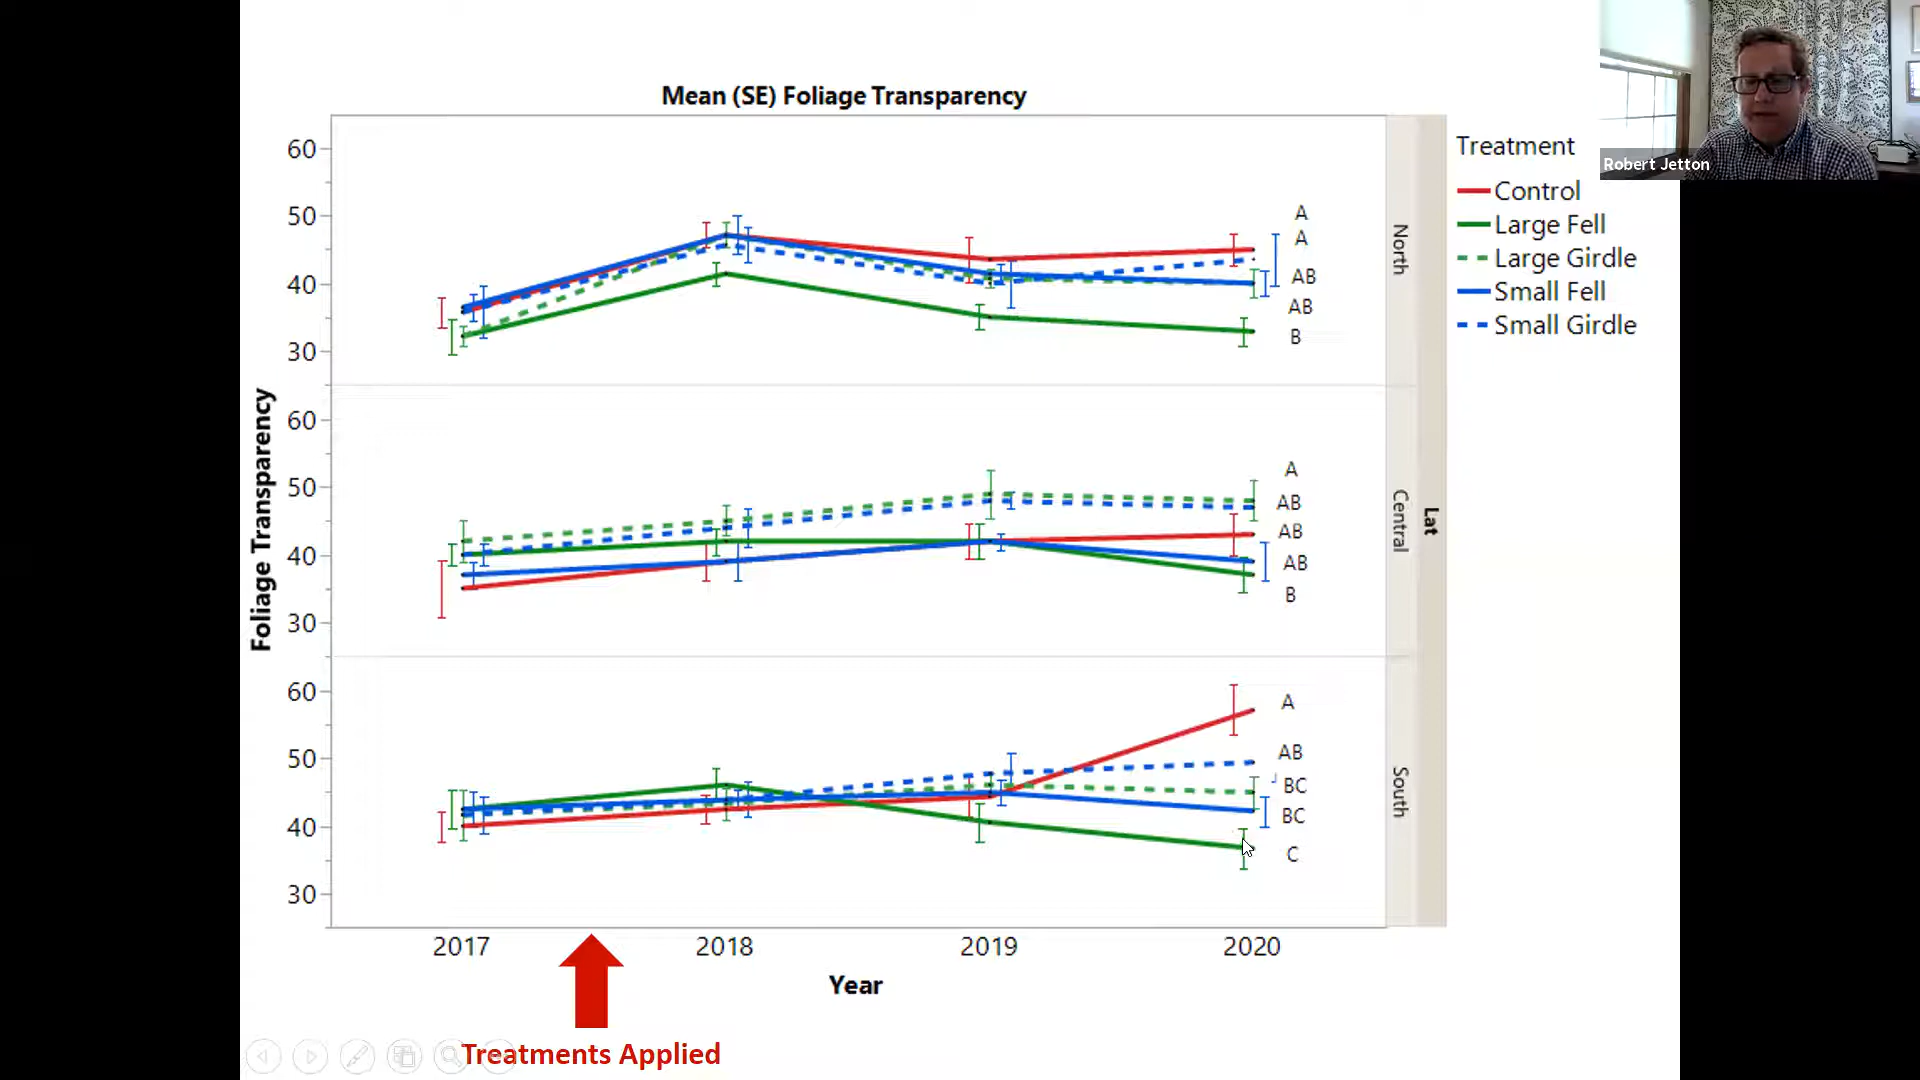 Mean (SE) Foliage Transparency
Treatment
Control
Large Fell
Large Girdle
Small Fell
Small Girdle
Robert Jetton
Foliage Transparency
60
50
40
30
A
A
AB
AB
B
North
60
50
40
30
A
AB
AB
AB
B
Central
Lat
60
50
40
30
A
AB
BC
BC
C
South
2017
2018
2019
2020
Year
Treatments Applied